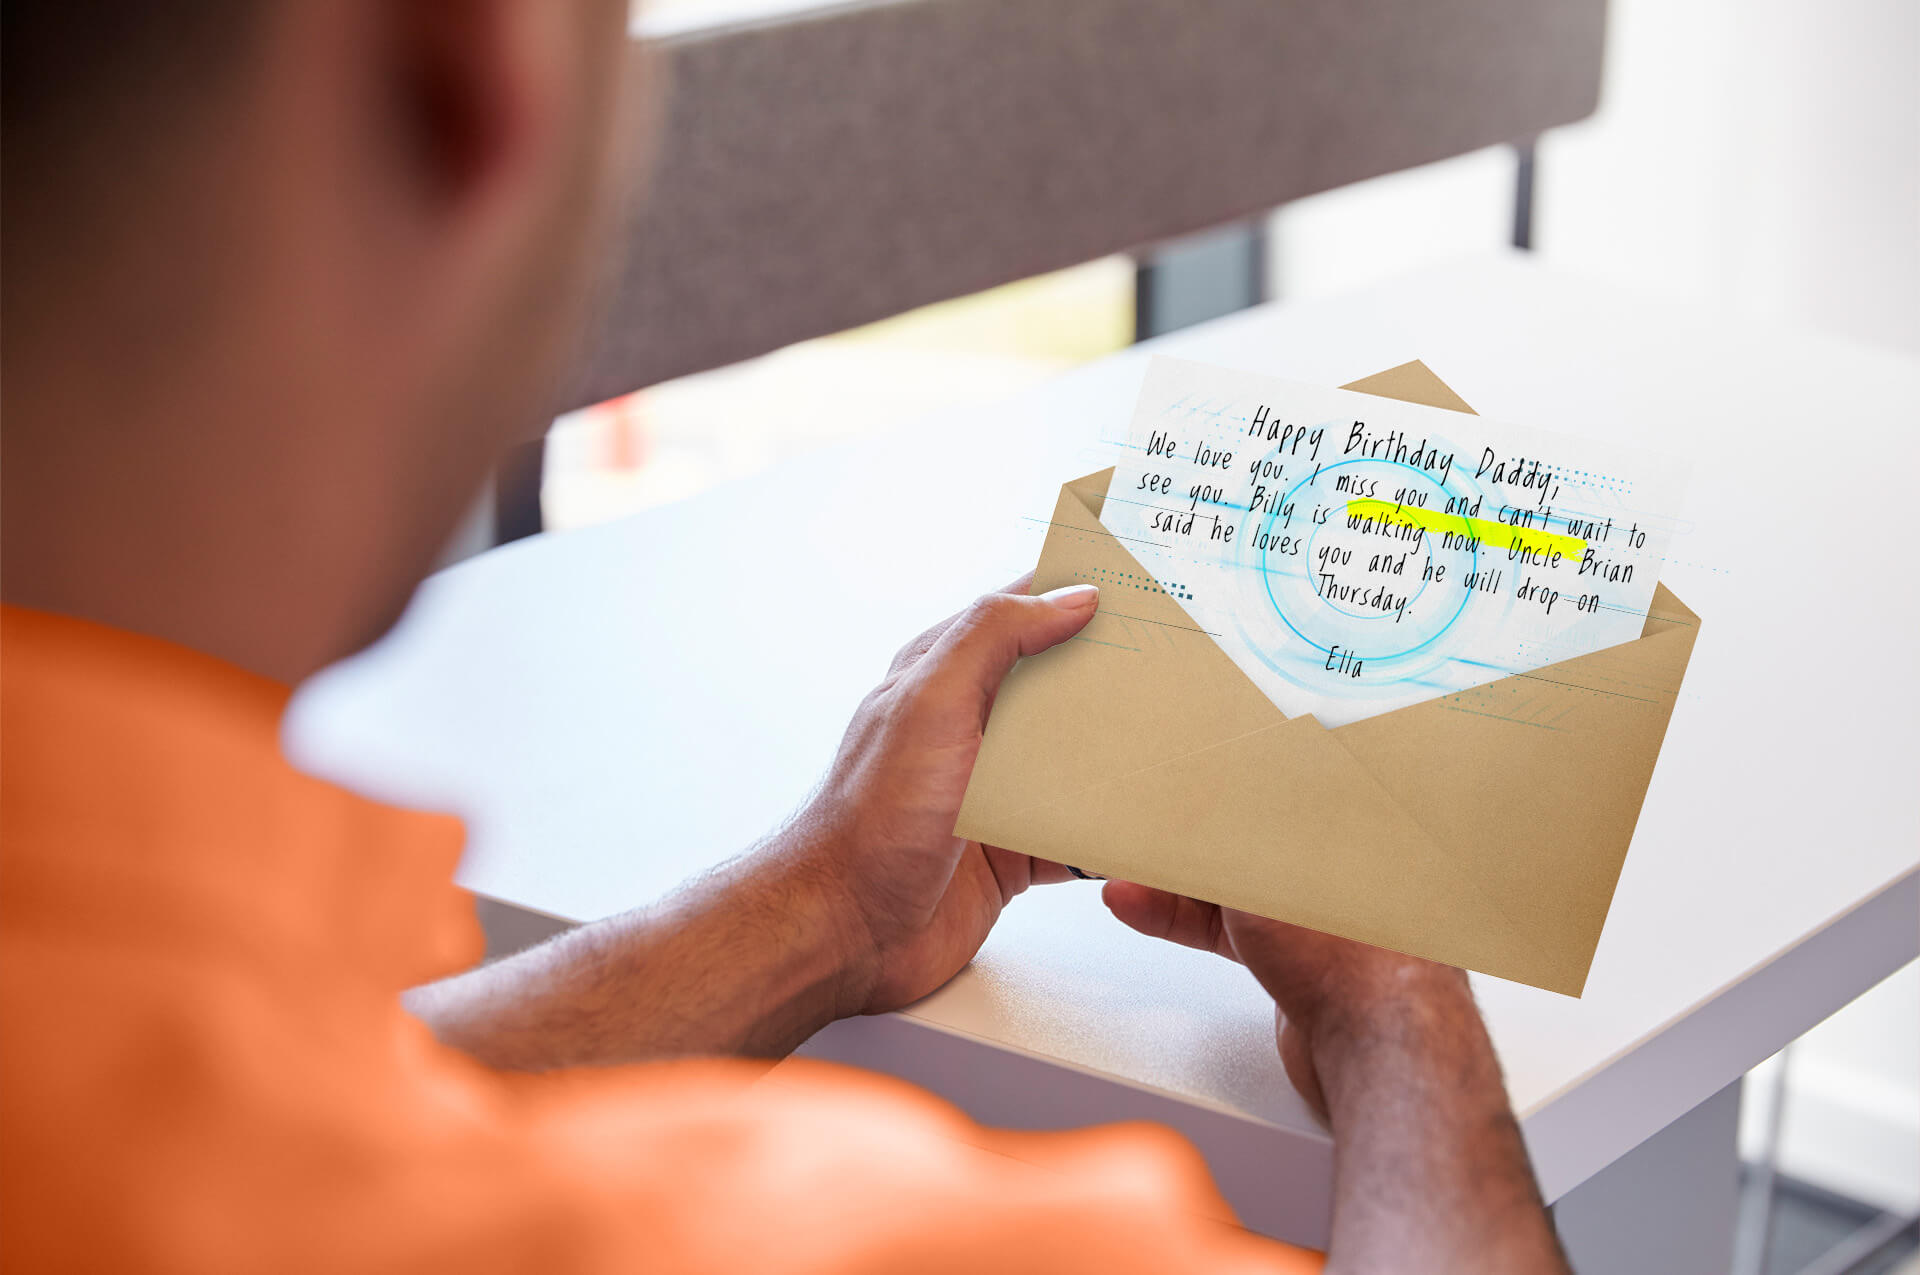 Happy Birthday Daddy,
We love you. I miss you and can't wait to
see you. Billy is walking now. Uncle Brian
said he loves you and he will drop on
Thursday.
Ella